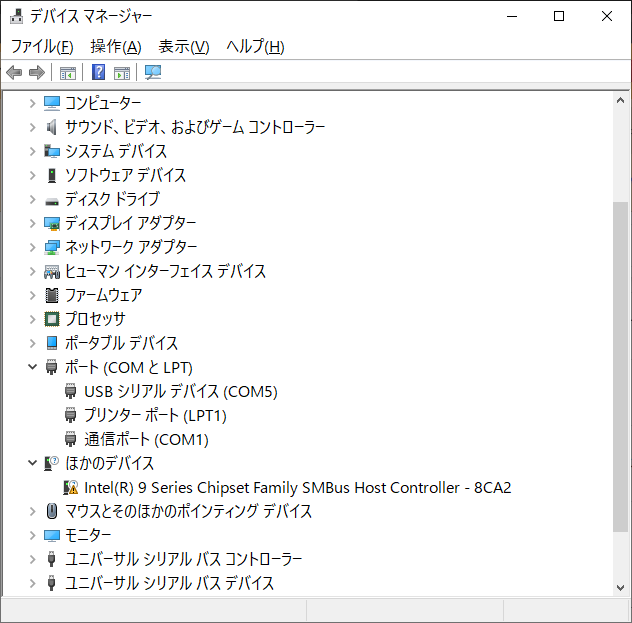 デバイス マネージャー
ファイル(F) 操作(A) 表示(V) ヘルプ(H)
コンピューター
サウンド、ビデオ、およびゲーム コントローラー
システム デバイス
ソフトウェア デバイス
ディスク ドライブ
ディスプレイ アダプター
ネットワーク アダプター
ヒューマン インターフェイス デバイス
ファームウェア
プロセッサ
ポータブル デバイス
ポート (COM と LPT)
USB シリアル デバイス (COM5)
プリンター ポート (LPT1)
通信ポート (COM1)
ほかのデバイス
Intel(R) 9 Series Chipset Family SMBus Host Controller - 8CA2
マウスとそのほかのポインティング デバイス
モニター
ユニバーサル シリアル バス コントローラー
ユニバーサル シリアル バス デバイス